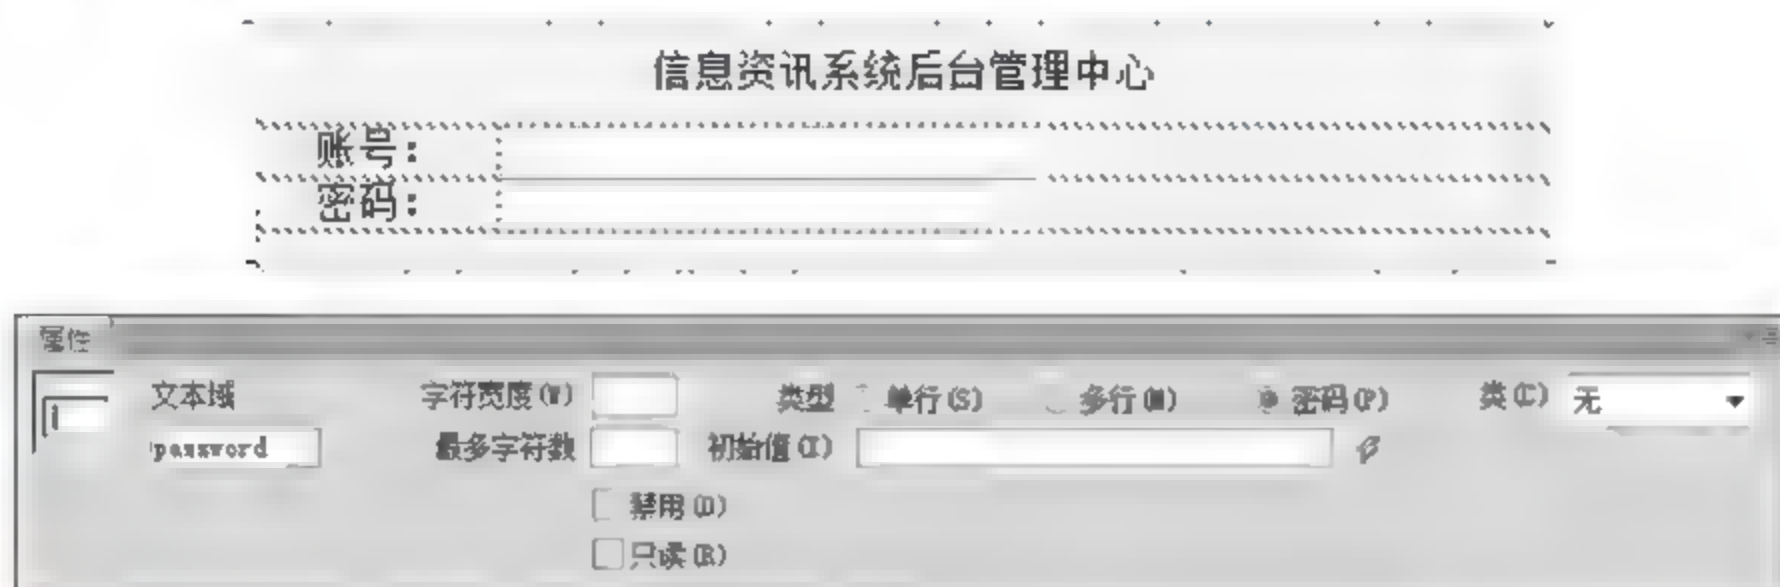 信息资讯系统后台管理中心
账号:
密码:
属性
文本域 字符宽度(W) 类型 单行(S) 多行(M) 密码(P) 类(C) 无
password 最多字符数 初始值(I)
禁用(D)
只读(R)